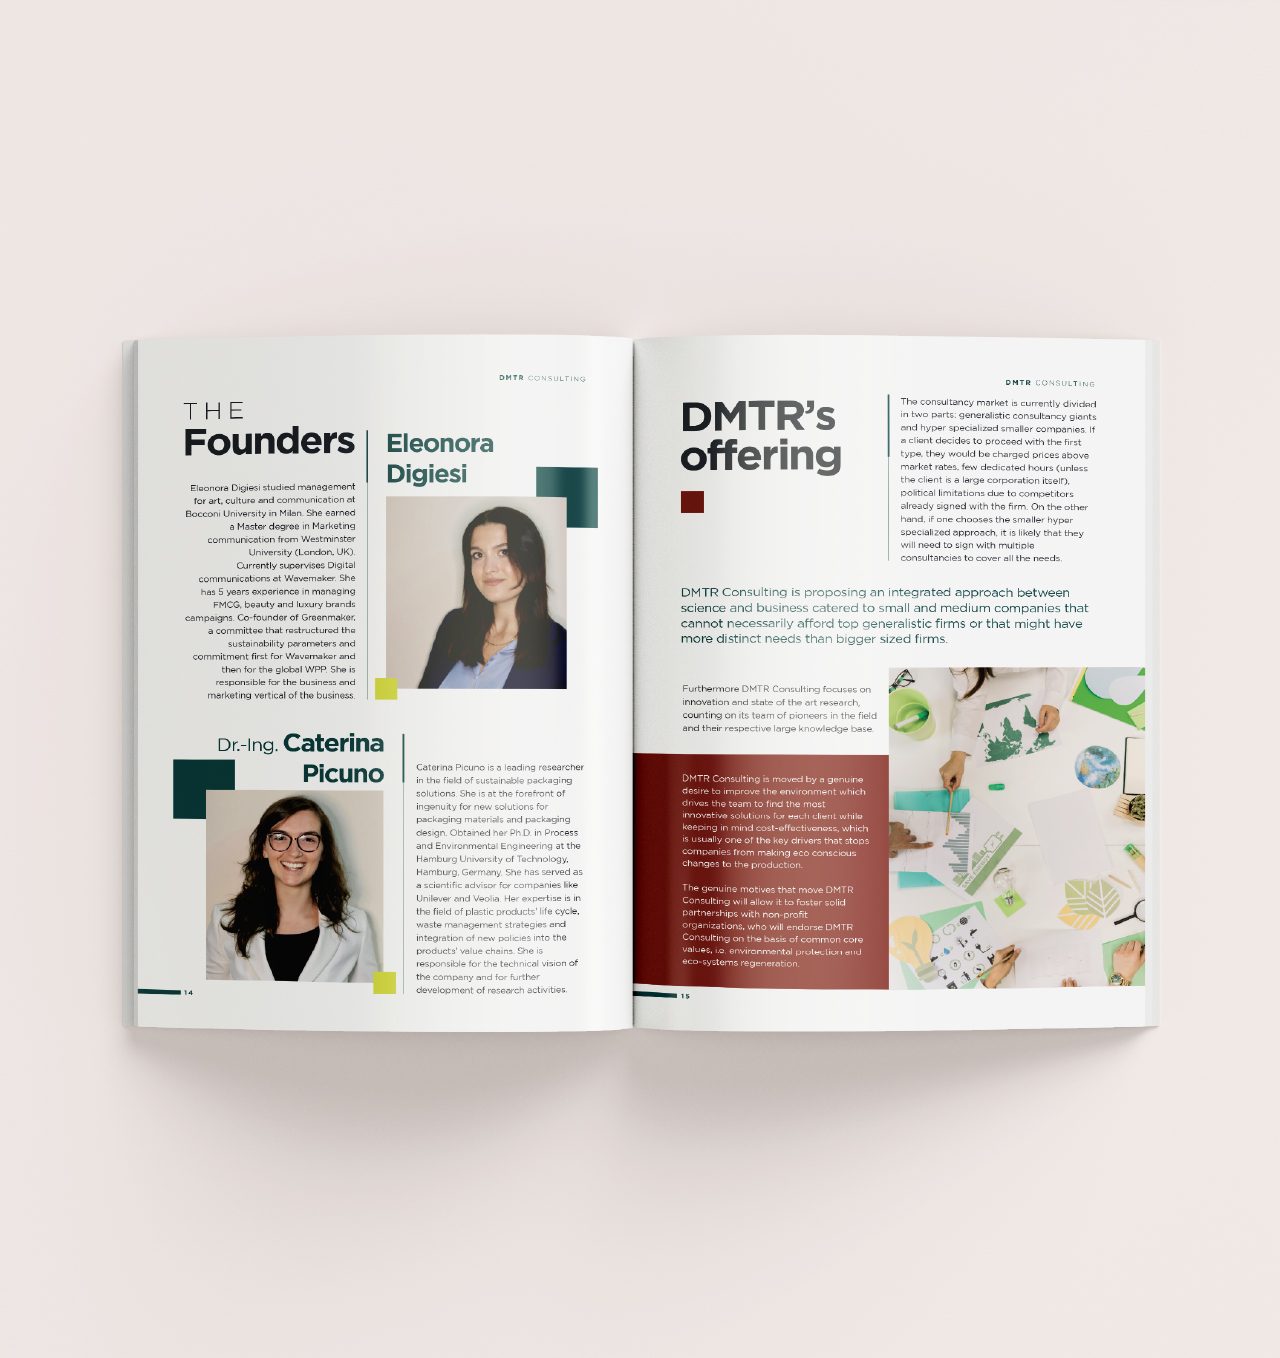 DMTR CONSULTING
THE
Founders
Eleonora Digiesi studied management
for art, culture and communication at
Bocconi University in Milan. She earned
a Master degree in Marketing
communication from Westminster
University (London, UK).
Currently supervises Digital
communications at Wavemaker. She
has 5 years experience in managing
FMCG, beauty and luxury brands
campaigns. Co-founder of Greenmaker,
a committee that restructured the
sustainability parameters and
commitment first for Wavemaker and
then for the global WPP. She is
responsible for the business and
marketing vertical of the business.
Eleonora
Digiesi
Dr.-Ing. Caterina
Picuno
Caterina Picuno is a leading researcher
in the field of sustainable packaging
solutions. She is at the forefront of
ingenuity for new solutions for
packaging materials and packaging
design. Obtained her Ph.D. in Process
and Environmental Engineering at the
Hamburg University of Technology,
Hamburg, Germany. She has served as
a scientific advisor for companies like
Unilever and Veolia. Her expertise is in
the field of plastic products' life cycle,
waste management strategies and
integration of new policies into the
products' value chains. She is
responsible for the technical vision of
the company and for further
development of research activities.
14
DMTR CONSULTING
DMTR's
offering
The consultancy market is currently divided
in two parts: generalistic consultancy giants
and hyper specialized smaller companies. If
a client decides to proceed with the first
type, they would be charged prices above
market rates, few dedicated hours (unless
the client is a large corporation itself),
political limitations due to competitors
already signed with the firm. On the other
hand, if one chooses the smaller hyper
specialized approach, it is likely that they
will need to sign with multiple
consultancies to cover all the needs.
DMTR Consulting is proposing an integrated approach between
science and business catered to small and medium companies that
cannot necessarily afford top generalistic firms or that might have
more distinct needs than bigger sized firms.
Furthermore DMTR Consulting focuses on
innovation and state of the art research,
counting on its team of pioneers in the field
and their respective large knowledge base.
DMTR Consulting is moved by a genuine
desire to improve the environment which
drives the team to find the most
innovative solutions for each client while
keeping in mind cost-effectiveness, which
is usually one of the key drivers that stops
companies from making eco conscious
changes to the production.
The genuine motives that move DMTR
Consulting will allow it to foster solid
partnerships with non-profit
organizations, who will endorse DMTR
Consulting on the basis of common core
values, i.e. environmental protection and
eco-systems regeneration.
15